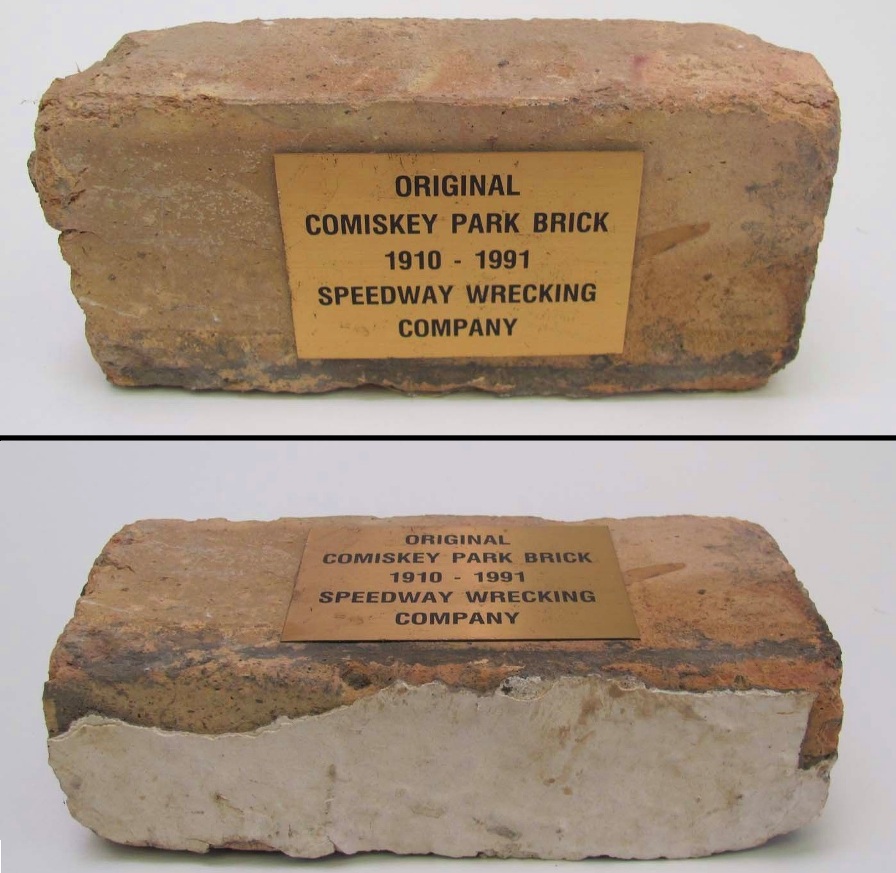 ORIGINAL
COMISKEY PARK BRICK
1910 - 1991
SPEEDWAY WRECKING
COMPANY
ORIGINAL
COMISKEY PARK BRICK
1910 - 1991
SPEEDWAY WRECKING
COMPANY